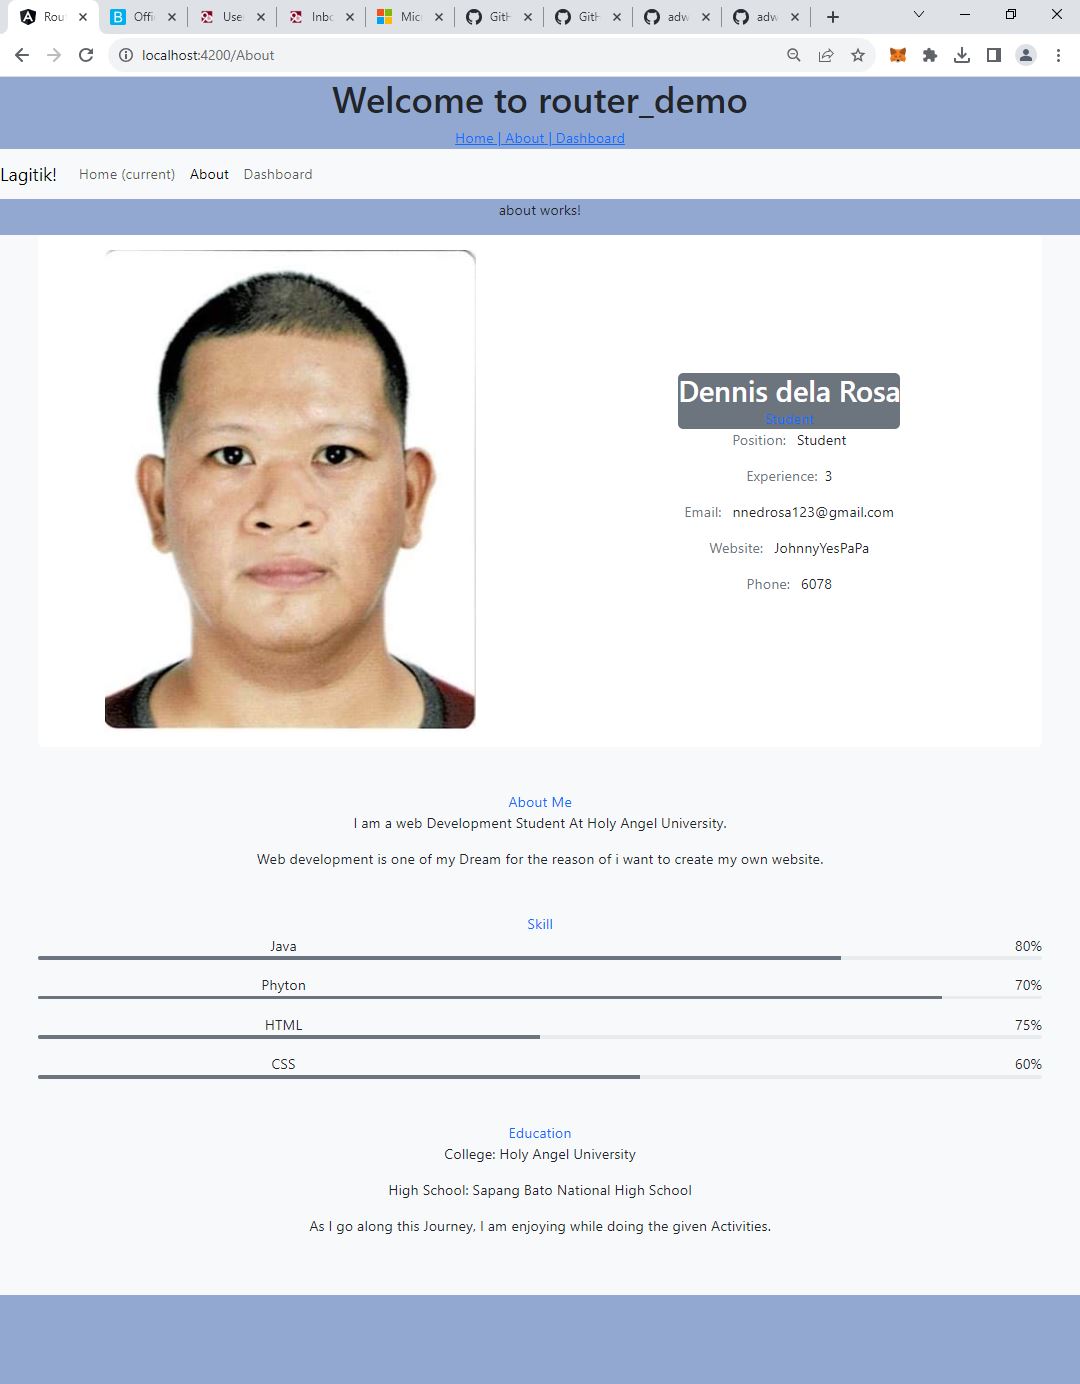 Rou
Offi
Use
Inbo
Mic
GitH
GitH
adw
adw
localhost:4200/About
Welcome to router_demo
Home | About | Dashboard
Lagitik! Home (current) About Dashboard
about works!
Dennis dela Rosa
Student
Position: Student
Experience: 3
Email: nnedrosa123@gmail.com
Website: JohnnyYesPaPa
Phone: 6078
About Me
I am a web Development Student At Holy Angel University.
Web development is one of my Dream for the reason of i want to create my own website.
Skill
Java 80%
Phyton 70%
HTML 75%
CSS 60%
Education
College: Holy Angel University
High School: Sapang Bato National High School
As I go along this Journey, I am enjoying while doing the given Activities.